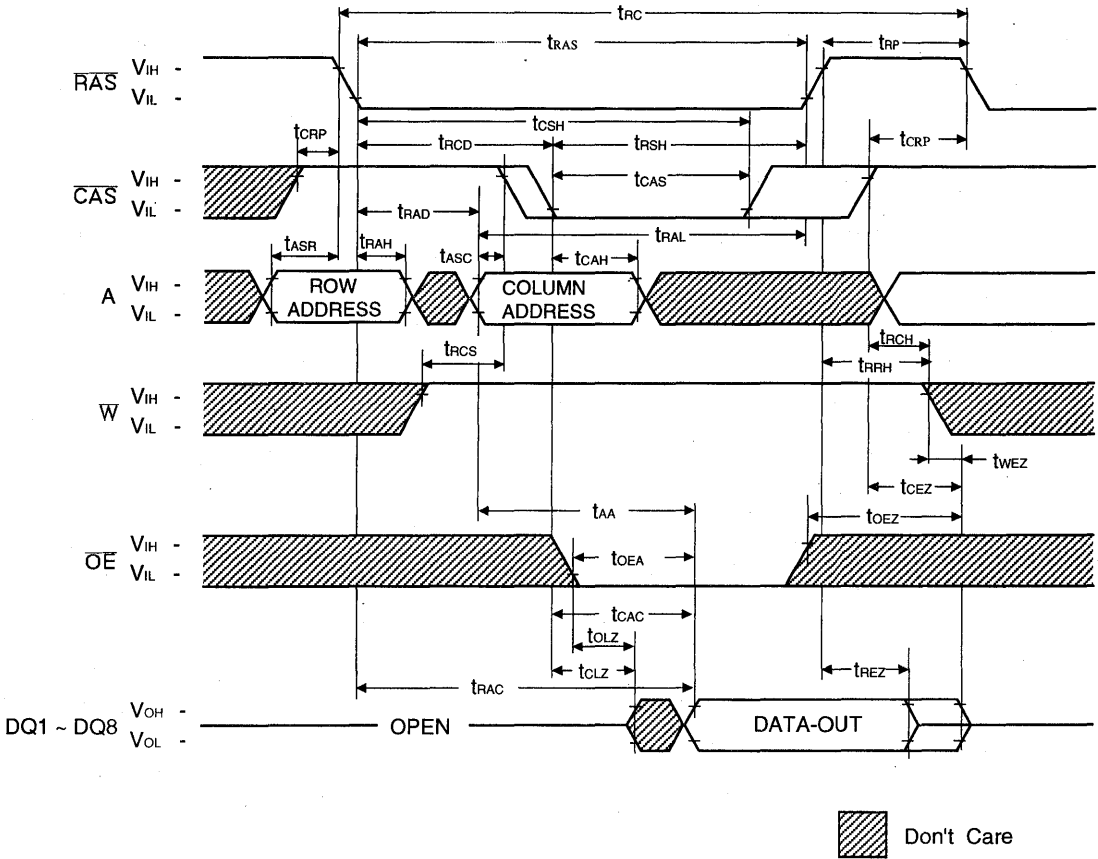 tRC
tRAS
tRP
RAS
VIH -
VIL -
tCSH
tCRP
tRCD
tRSH
tCRP
CAS
VIH -
VIL -
tCAS
tRAD
tRAL
tASR
tRAH
tASC
tCAH
A
VIH -
VIL -
ROW
ADDRESS
COLUMN
ADDRESS
tRCH
tRCS
tRRH
W
VIH -
VIL -
tWEZ
tCEZ
tAA
tOEZ
OE
VIH -
VIL -
tOEA
tCAC
tOLZ
tCLZ
tREZ
tRAC
DQ1 ~ DQ8
VOH -
VOL -
OPEN
DATA-OUT
Don't Care